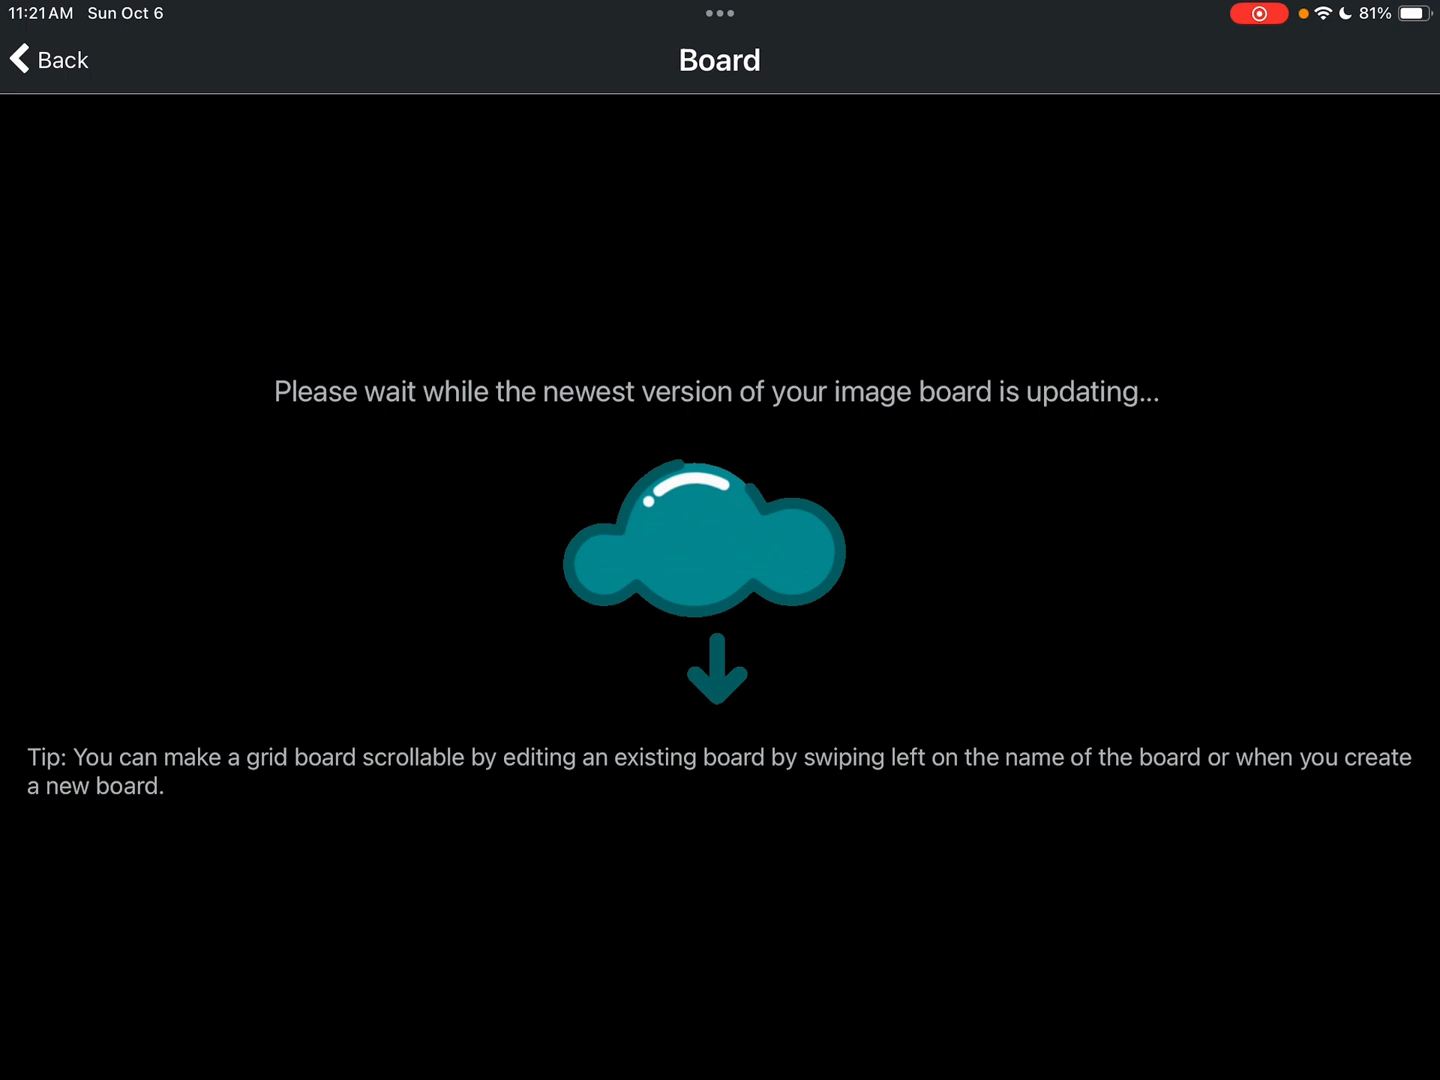 11:21 AM Sun Oct 6
81%
Back
Board
Please wait while the newest version of your image board is updating...
Tip: You can make a grid board scrollable by editing an existing board by swiping left on the name of the board or when you create
a new board.